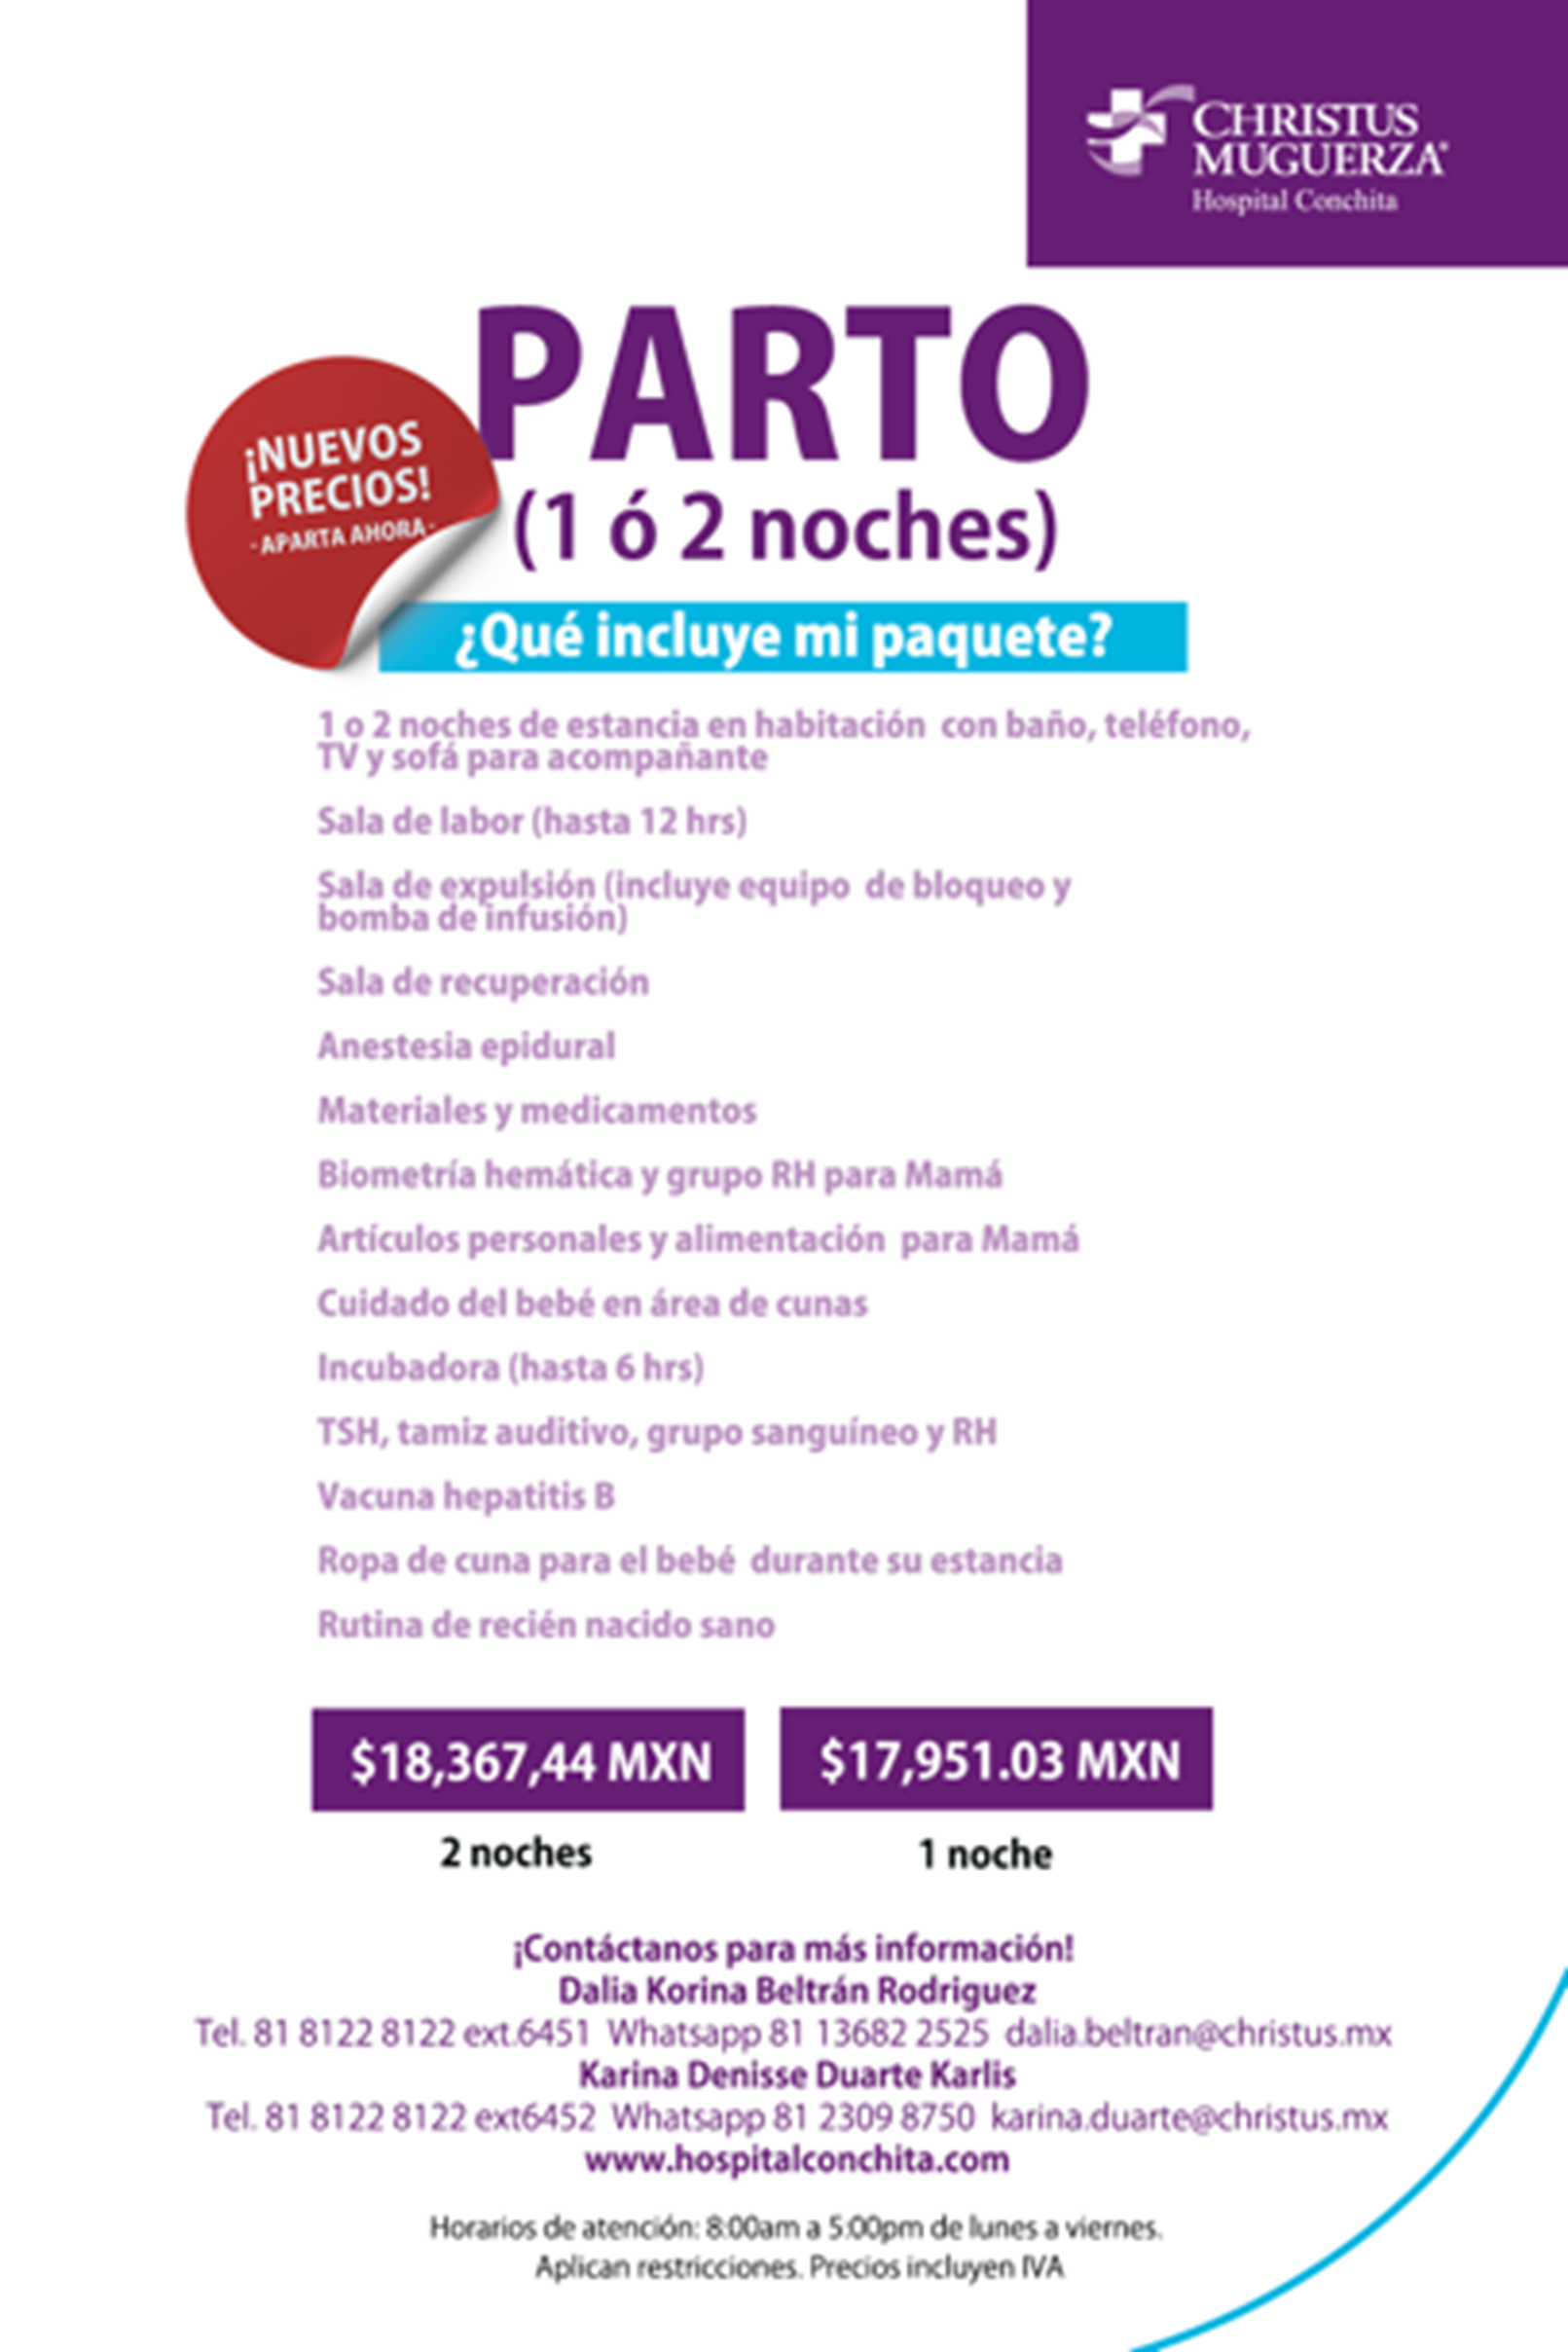 CHRISTUS
MUGUERZA®
Hospital Conchita
PARTO
¡NUEVOS
PRECIOS!
- APARTA AHORA -
(1 ó 2 noches)
¿Qué incluye mi paquete?
1 o 2 noches de estancia en habitación con baño, teléfono,
TV y sofá para acompañante
Sala de labor (hasta 12 hrs)
Sala de expulsión (incluye equipo de bloqueo y
bomba de infusión)
Sala de recuperación
Anestesia epidural
Materiales y medicamentos
Biometría hemática y grupo RH para Mamá
Artículos personales y alimentación para Mamá
Cuidado del bebé en área de cunas
Incubadora (hasta 6 hrs)
TSH, tamiz auditivo, grupo sanguíneo y RH
Vacuna hepatitis B
Ropa de cuna para el bebé durante su estancia
Rutina de recién nacido sano
$18,367,44 MXN
2 noches
$17,951.03 MXN
1 noche
¡Contáctanos para más información!
Dalia Korina Beltrán Rodriguez
Tel. 81 8122 8122 ext.6451 Whatsapp 81 13682 2525 dalia.beltran@christus.mx
Karina Denisse Duarte Karlis
Tel. 81 8122 8122 ext6452 Whatsapp 81 2309 8750 karina.duarte@christus.mx
www.hospitalconchita.com
Horarios de atención: 8:00am a 5:00pm de lunes a viernes.
Aplican restricciones. Precios incluyen IVA